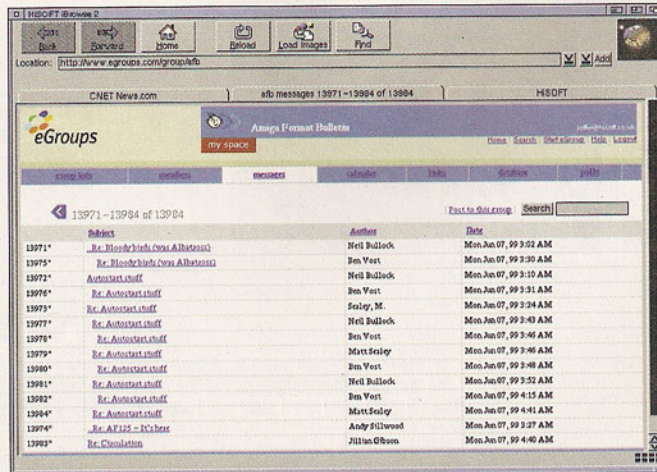 HISOFT iBrowse 2
Back Forward Home Reload Load Images Find
Location: http://www.egroups.com/group/afb Add
CNET News.com afb messages 13971-13984 of 13984 HiSOFT
eGroups
Amiga Format Bulletin
my space
Home Search Start eGroup Help Logout
group info members messages calendar links database polls
13971-13984 of 13984 Post to this group Search
Subject Author Date
13971* ...Re: Bloody birds (was Albatross) Neil Bullock Mon Jun 07, 99 3:02 AM
13975* Re: Bloody birds (was Albatross) Ben Vost Mon Jun 07, 99 3:30 AM
13972* Autostart stuff Neil Bullock Mon Jun 07, 99 3:10 AM
13976* Re: Autostart stuff Ben Vost Mon Jun 07, 99 3:31 AM
13973* Re: Autostart stuff Sealey, M. Mon Jun 07, 99 3:24 AM
13977* Re: Autostart stuff Neil Bullock Mon Jun 07, 99 3:43 AM
13978* Re: Autostart stuff Ben Vost Mon Jun 07, 99 3:46 AM
13979* Re: Autostart stuff Matt Sealey Mon Jun 07, 99 3:46 AM
13980* Re: Autostart stuff Ben Vost Mon Jun 07, 99 3:48 AM
13981* Re: Autostart stuff Neil Bullock Mon Jun 07, 99 3:52 AM
13982* Re: Autostart stuff Ben Vost Mon Jun 07, 99 4:15 AM
13984* Re: Autostart stuff Matt Sealey Mon Jun 07, 99 4:41 AM
13974* ...Re: AF125 - It's here Andy Sillwood Mon Jun 07, 99 3:27 AM
13983* Re: Circulation Jillian Gibson Mon Jun 07, 99 4:40 AM